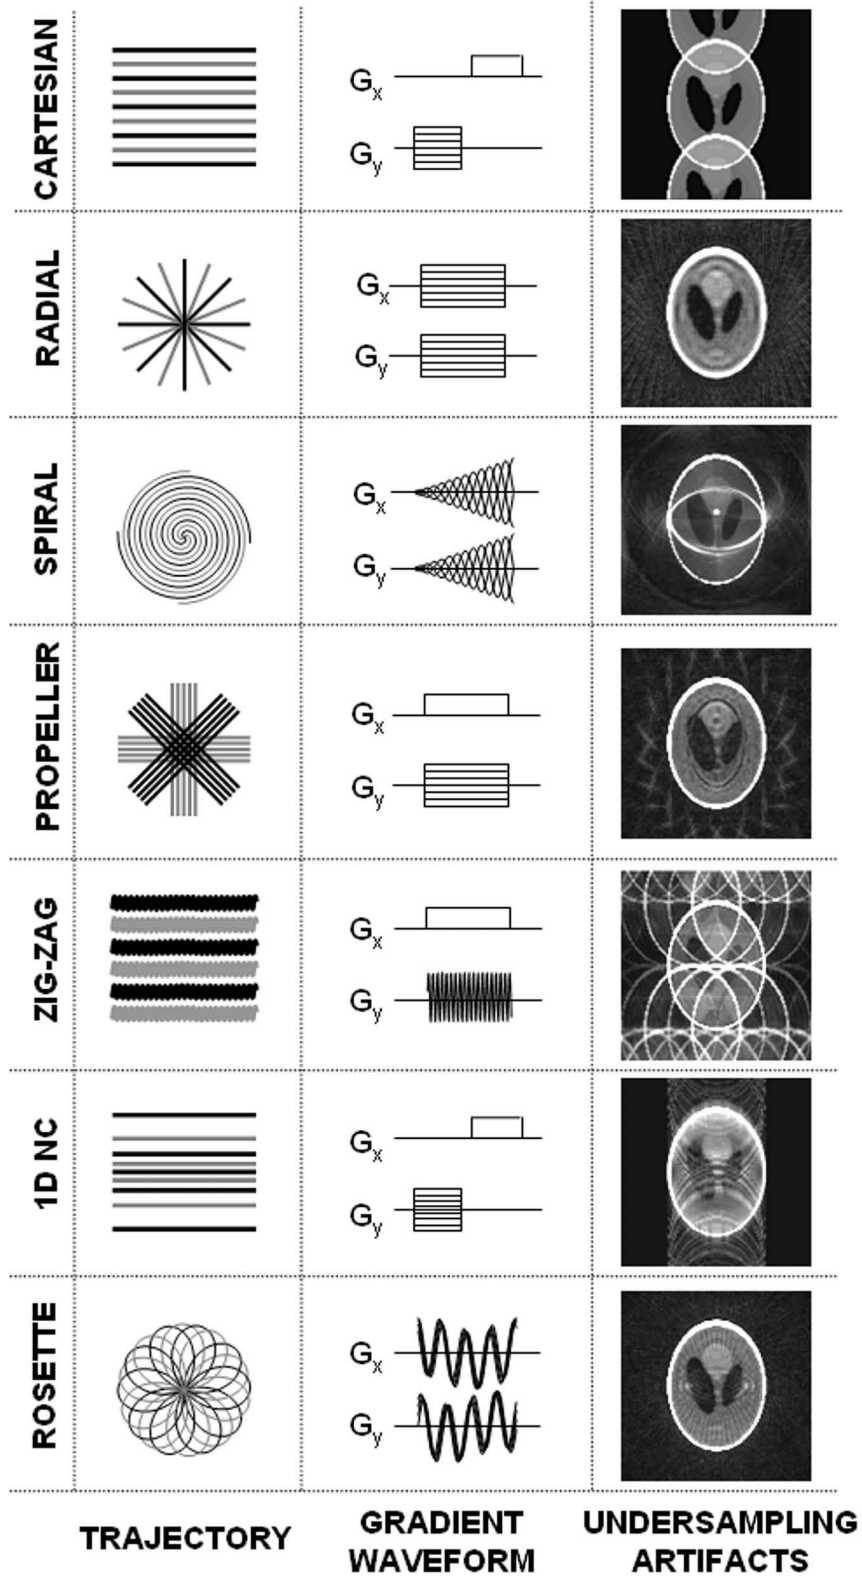 CARTESIAN
Gx
Gy
RADIAL
Gx
Gy
SPIRAL
Gx
Gy
PROPELLER
Gx
Gy
ZIG-ZAG
Gx
Gy
1D NC
Gx
Gy
ROSETTE
Gx
Gy
TRAJECTORY
GRADIENT
WAVEFORM
UNDERSAMPLING
ARTIFACTS